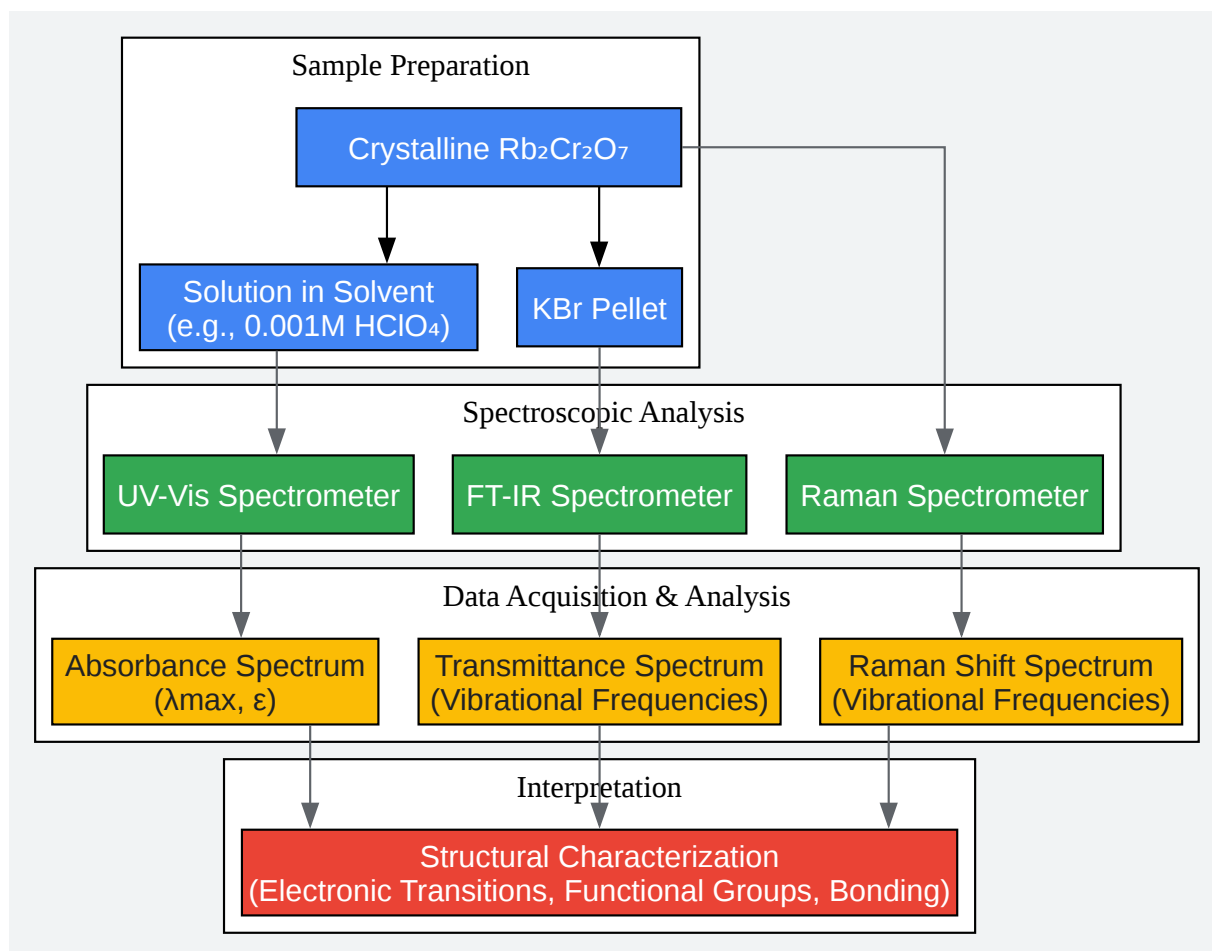 Sample Preparation
Crystalline Rb₂Cr₂O₇
Solution in Solvent
(e.g., 0.001M HClO₄)
KBr Pellet
Spectroscopic Analysis
UV-Vis Spectrometer
FT-IR Spectrometer
Raman Spectrometer
Data Acquisition & Analysis
Absorbance Spectrum
(λmax, ε)
Transmittance Spectrum
(Vibrational Frequencies)
Raman Shift Spectrum
(Vibrational Frequencies)
Interpretation
Structural Characterization
(Electronic Transitions, Functional Groups, Bonding)